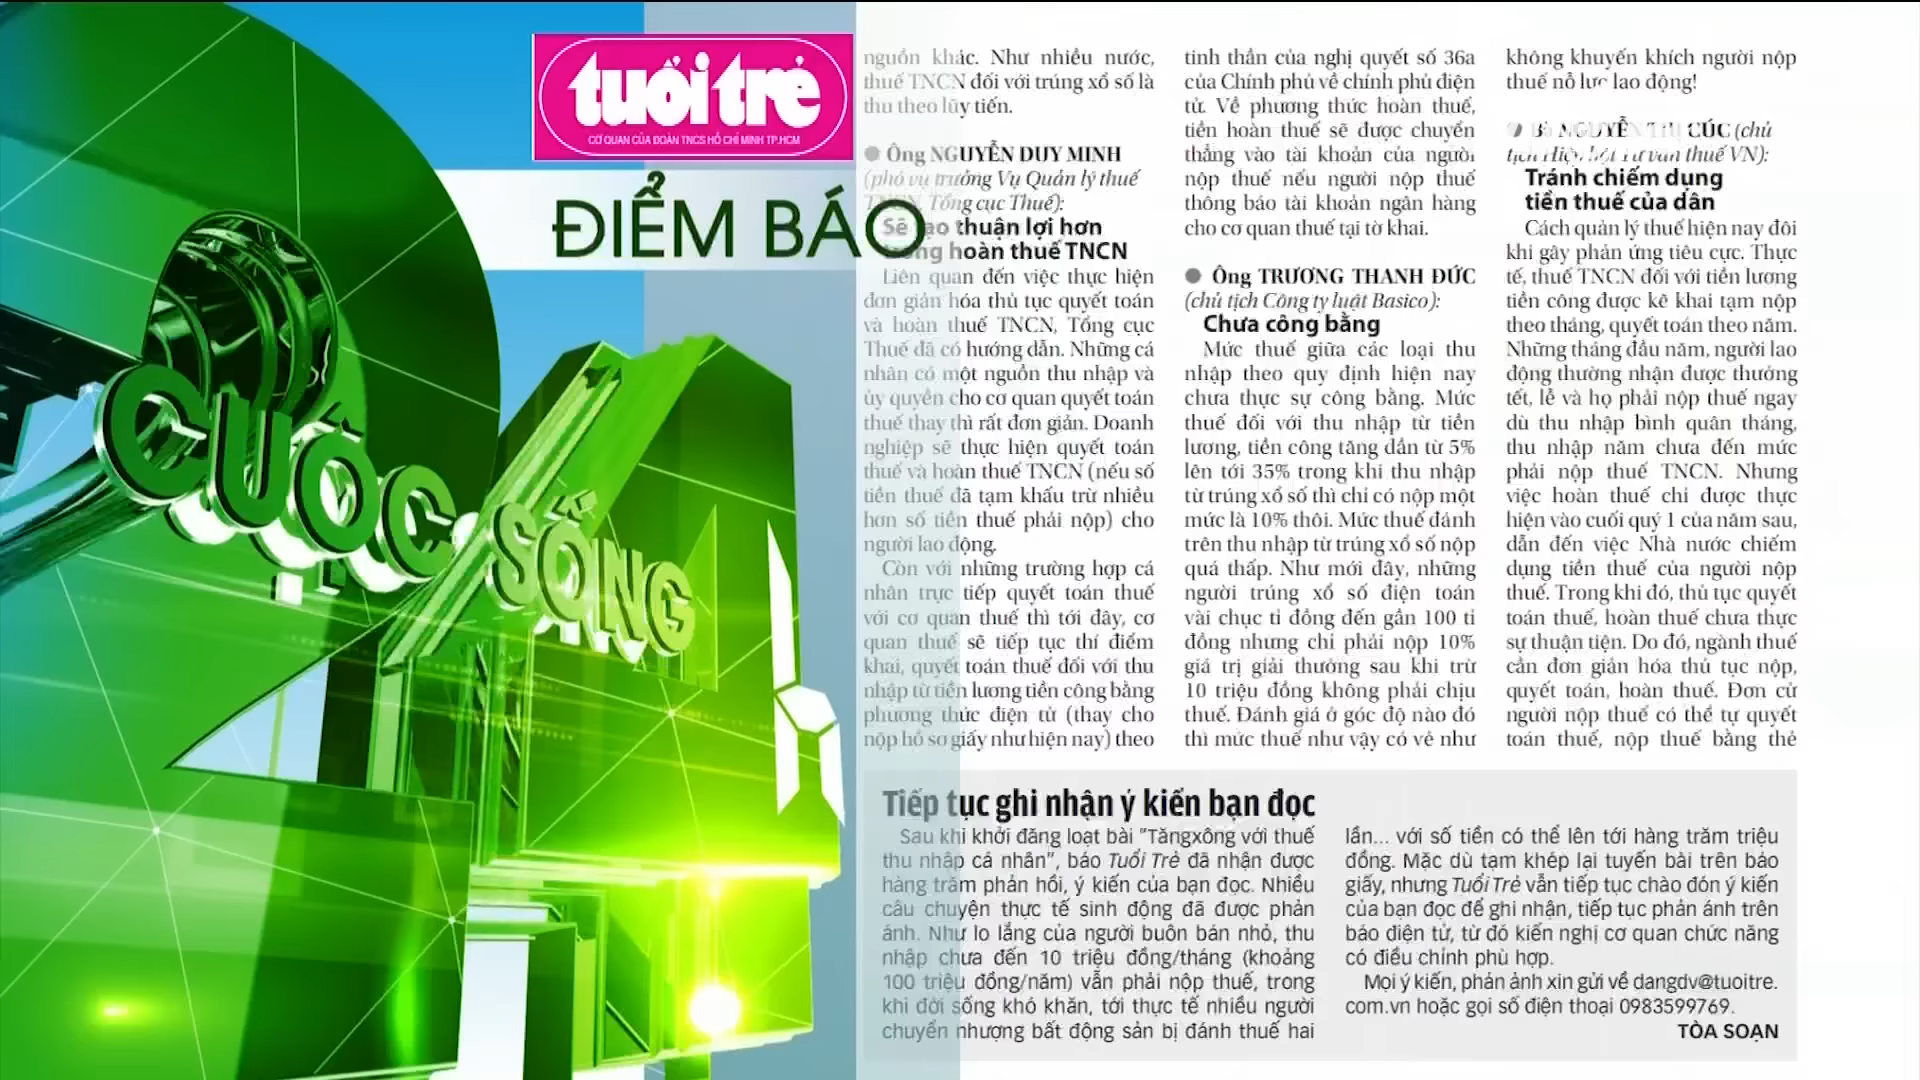 tuổi trẻ
CƠ QUAN CỦA ĐOÀN TNCS HỒ CHÍ MINH TP.HCM
ĐIỂM BÁO
CUỘC SỐNG
24h
nguồn khác. Như nhiều nước,
thuế TNCN đối với trúng xổ số là
thu theo lũy tiến.
Ông NGUYỄN DUY MINH
(phó vụ trưởng Vụ Quản lý thuế
TNCN, Tổng cục Thuế):
Sẽ tạo thuận lợi hơn
trong hoàn thuế TNCN
Liên quan đến việc thực hiện
đơn giản hóa thủ tục quyết toán
và hoàn thuế TNCN, Tổng cục
Thuế đã có hướng dẫn. Những cá
nhân có một nguồn thu nhập và
ủy quyền cho cơ quan quyết toán
thuế thay thì rất đơn giản. Doanh
nghiệp sẽ thực hiện quyết toán
thuế và hoàn thuế TNCN (nếu số
tiền thuế đã tạm khấu trừ nhiều
hơn số tiền thuế phải nộp) cho
người lao động.
Còn với những trường hợp cá
nhân trực tiếp quyết toán thuế
với cơ quan thuế thì tới đây, cơ
quan thuế sẽ tiếp tục thí điểm
khai, quyết toán thuế đối với thu
nhập từ tiền lương tiền công bằng
phương thức điện tử (thay cho
nộp hồ sơ giấy như hiện nay) theo
tinh thần của nghị quyết số 36a
của Chính phủ về chính phủ điện
tử. Về phương thức hoàn thuế,
tiền hoàn thuế sẽ được chuyển
thẳng vào tài khoản của người
nộp thuế nếu người nộp thuế
thông báo tài khoản ngân hàng
cho cơ quan thuế tại tờ khai.
Ông TRƯƠNG THANH ĐỨC
(chủ tịch Công ty luật Basico):
Chưa công bằng
Mức thuế giữa các loại thu
nhập theo quy định hiện nay
chưa thực sự công bằng. Mức
thuế đối với thu nhập từ tiền
lương, tiền công tăng dần từ 5%
lên tới 35% trong khi thu nhập
từ trúng xổ số thì chỉ có nộp một
mức là 10% thôi. Mức thuế đánh
trên thu nhập từ trúng xổ số nộp
quá thấp. Như mới đây, những
người trúng xổ số điện toán
vài chục tỉ đồng đến gần 100 tỉ
đồng nhưng chỉ phải nộp 10%
giá trị giải thưởng sau khi trừ
10 triệu đồng không phải chịu
thuế. Đánh giá ở góc độ nào đó
thì mức thuế như vậy có vẻ như
không khuyến khích người nộp
thuế nỗ lực lao động!
Bà NGUYỄN THỊ CÚC (chủ
tịch Hiệp hội Tư vấn thuế VN):
Tránh chiếm dụng
tiền thuế của dân
Cách quản lý thuế hiện nay đôi
khi gây phản ứng tiêu cực. Thực
tế, thuế TNCN đối với tiền lương
tiền công được kê khai tạm nộp
theo tháng, quyết toán theo năm.
Những tháng đầu năm, người lao
động thường nhận được thưởng
tết, lễ và họ phải nộp thuế ngay
dù thu nhập bình quân tháng,
thu nhập năm chưa đến mức
phải nộp thuế TNCN. Nhưng
việc hoàn thuế chỉ được thực
hiện vào cuối quý 1 của năm sau,
dẫn đến việc Nhà nước chiếm
dụng tiền thuế của người nộp
thuế. Trong khi đó, thủ tục quyết
toán thuế, hoàn thuế chưa thực
sự thuận tiện. Do đó, ngành thuế
cần đơn giản hóa thủ tục nộp,
quyết toán, hoàn thuế. Đơn cử
người nộp thuế có thể tự quyết
toán thuế, nộp thuế bằng thẻ
Tiếp tục ghi nhận ý kiến bạn đọc
Sau khi khởi đăng loạt bài "Tăngxông với thuế
thu nhập cá nhân", báo Tuổi Trẻ đã nhận được
hàng trăm phản hồi, ý kiến của bạn đọc. Nhiều
câu chuyện thực tế sinh động đã được phản
ánh. Như lo lắng của người buôn bán nhỏ, thu
nhập chưa đến 10 triệu đồng/tháng (khoảng
100 triệu đồng/năm) vẫn phải nộp thuế, trong
khi đời sống khó khăn, tới thực tế nhiều người
chuyển nhượng bất động sản bị đánh thuế hai
lần... với số tiền có thể lên tới hàng trăm triệu
đồng. Mặc dù tạm khép lại tuyến bài trên báo
giấy, nhưng Tuổi Trẻ vẫn tiếp tục chào đón ý kiến
của bạn đọc để ghi nhận, tiếp tục phản ánh trên
báo điện tử, từ đó kiến nghị cơ quan chức năng
có điều chỉnh phù hợp.
Mọi ý kiến, phản ánh xin gửi về dangdv@tuoitre.
com.vn hoặc gọi số điện thoại 0983599769.
TÒA SOẠN